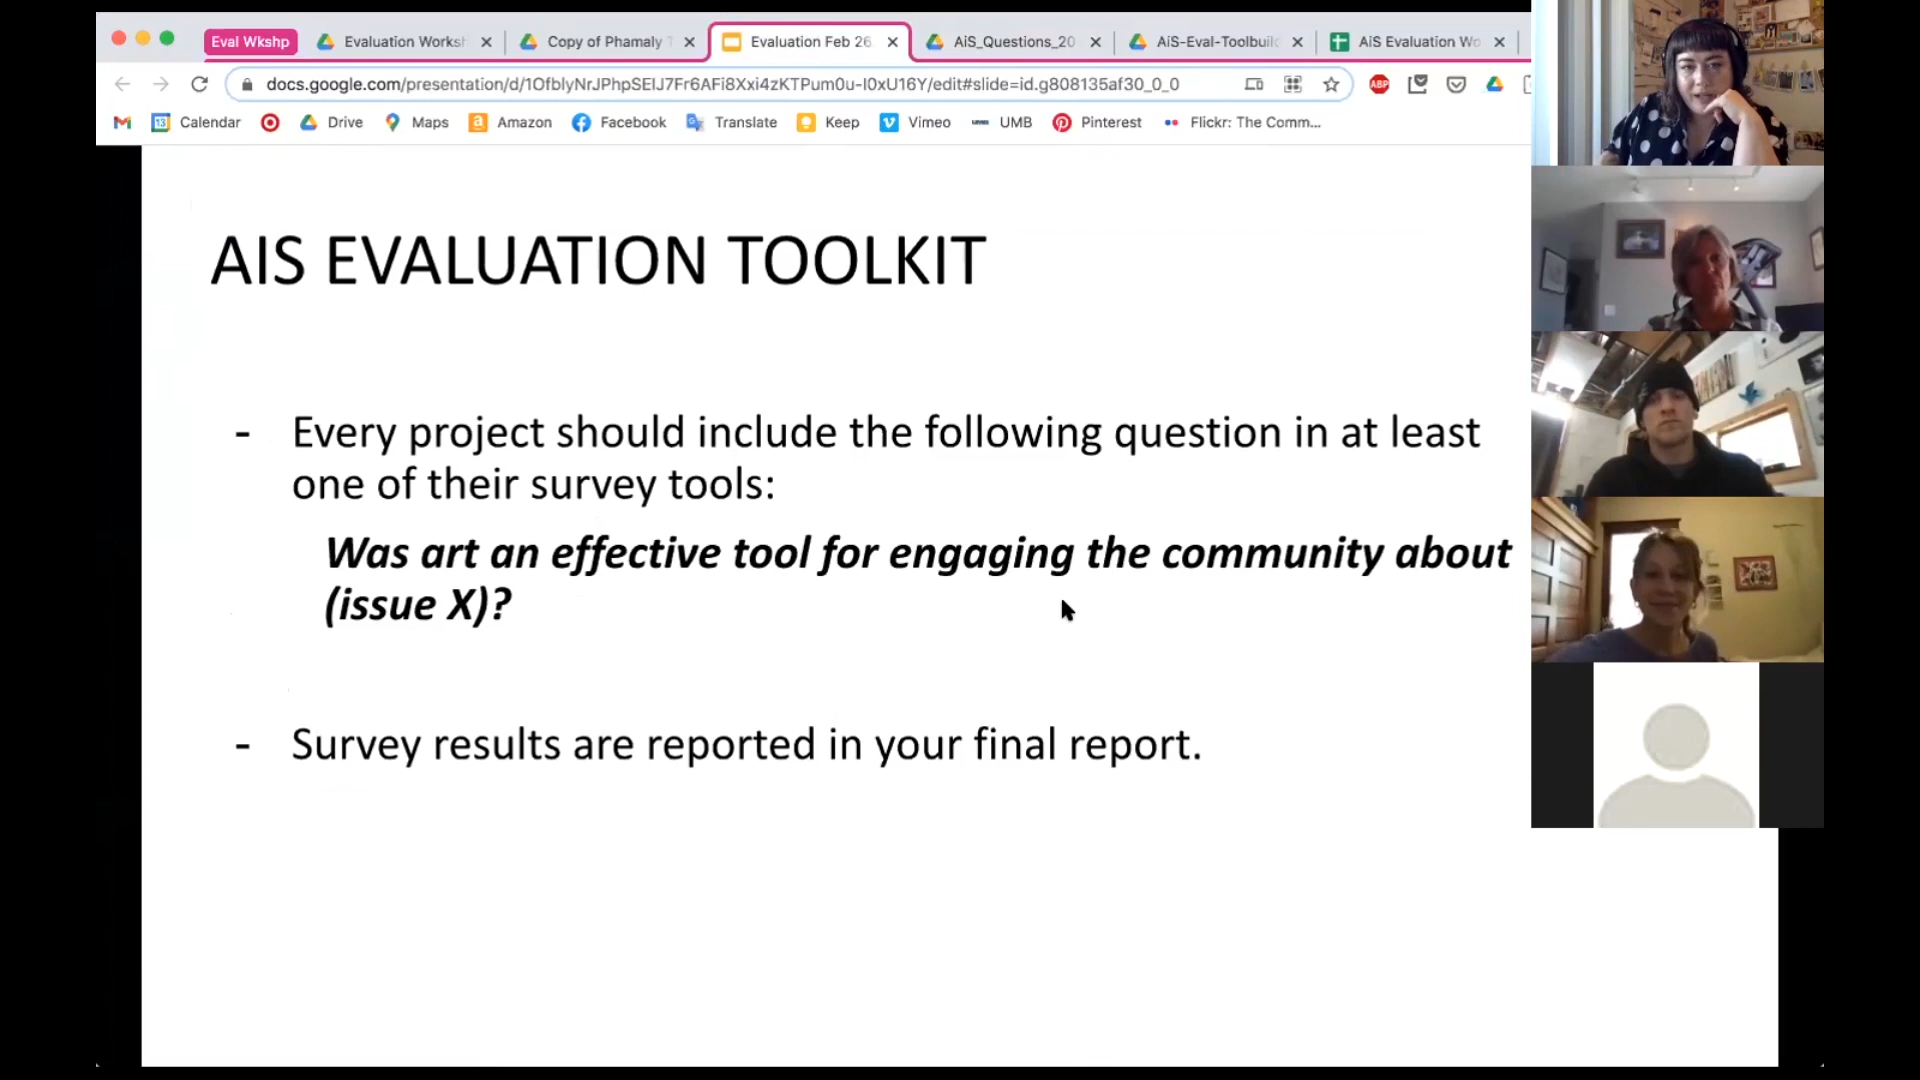 Eval Wkshp
Evaluation Works
Copy of Phamaly
Evaluation Feb 26
AiS_Questions_20
AiS-Eval-Toolbuil
AiS Evaluation Wo
docs.google.com/presentation/d/1OfblyNrJPhpSEIJ7Fr6AFi8Xxi4zKTPum0u-I0xU16Y/edit#slide=id.g808135af30_0_0
ABP
13 Calendar
Drive
Maps
Amazon
Facebook
Translate
Keep
Vimeo
UMB
Pinterest
Flickr: The Comm...
AIS EVALUATION TOOLKIT
- Every project should include the following question in at least
one of their survey tools:
Was art an effective tool for engaging the community about
(issue X)?
- Survey results are reported in your final report.